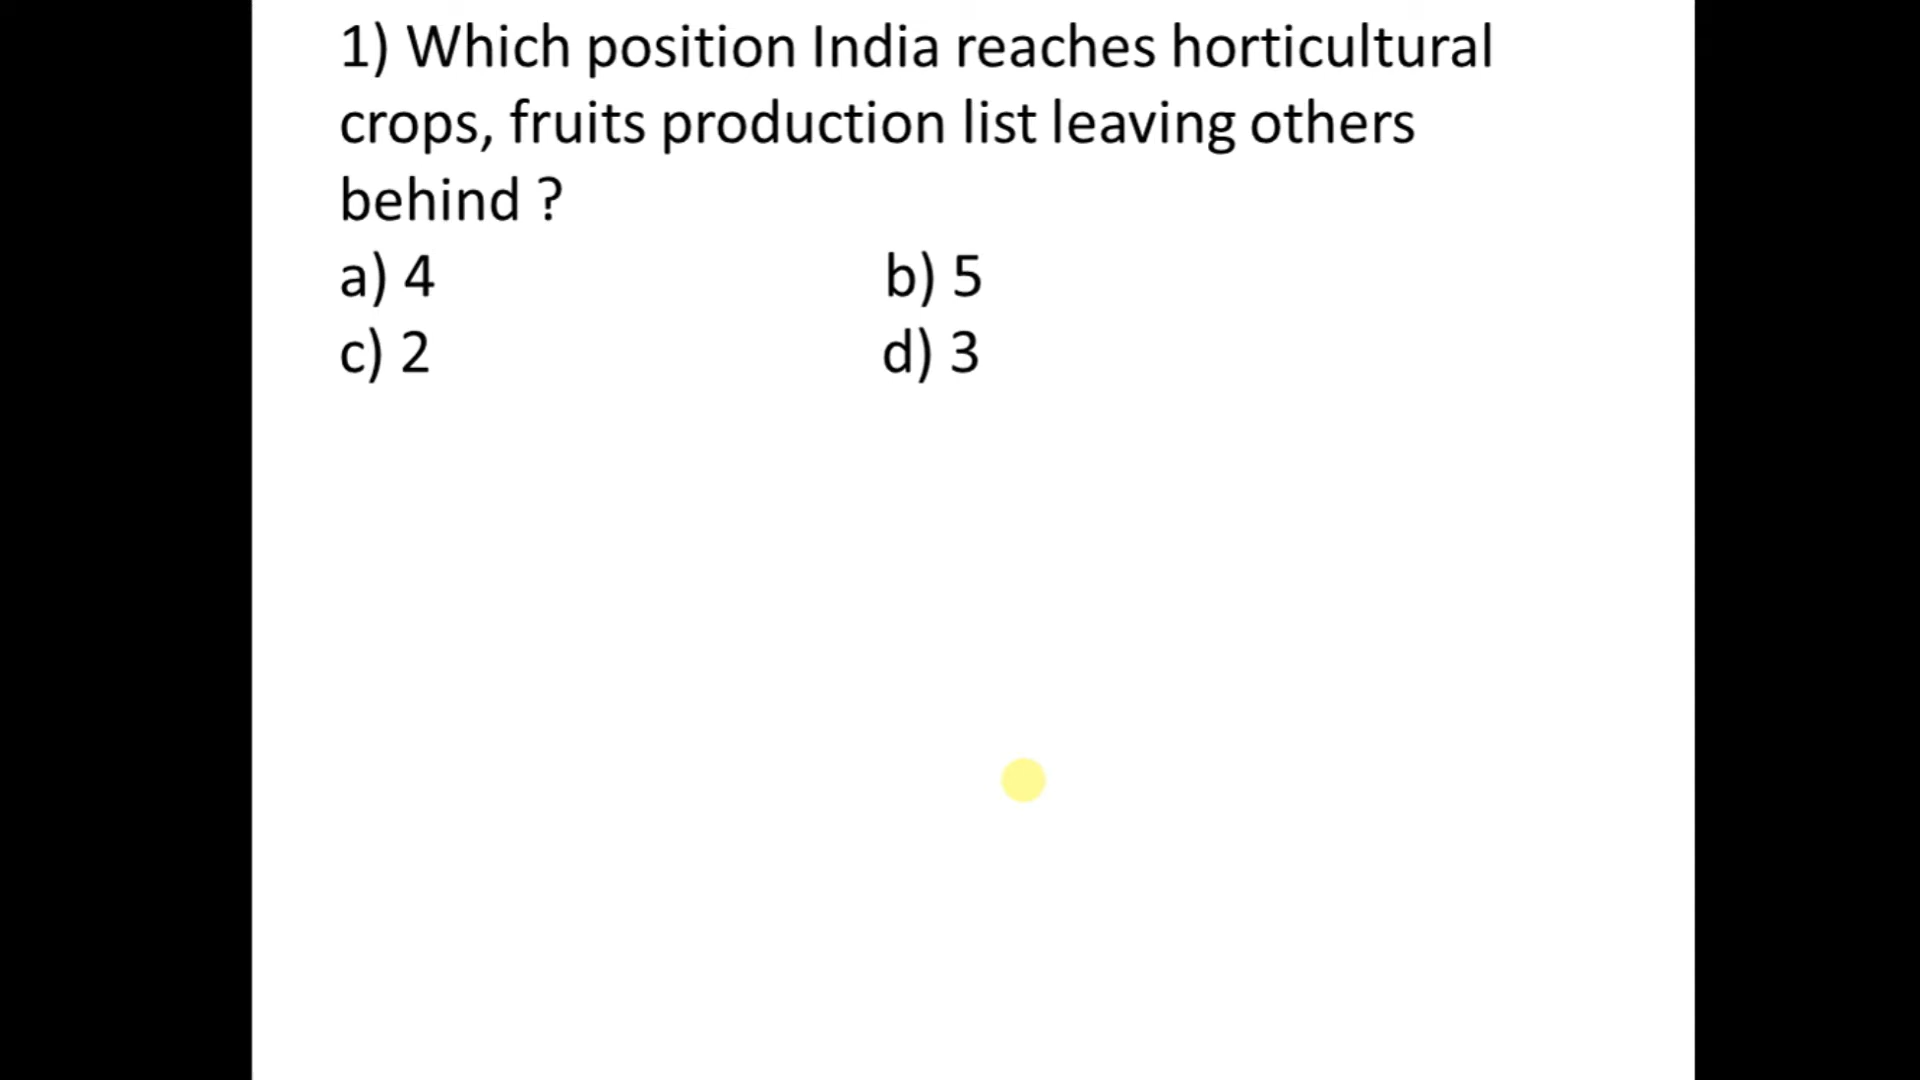 1) Which position India reaches horticultural
crops, fruits production list leaving others
behind ?
a) 4 b) 5
c) 2 d) 3